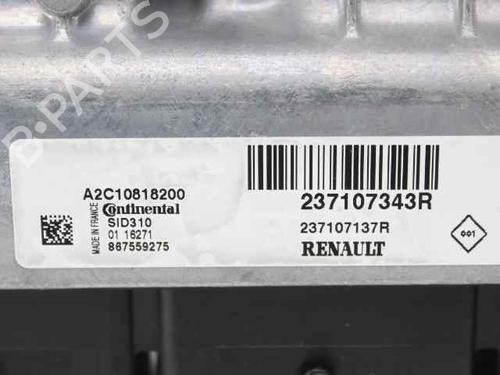 B-PARTS
A2C10818200
Continental
SID310
01 16271
867559275
MADE IN FRANCE
237107343R
237107137R
RENAULT
001